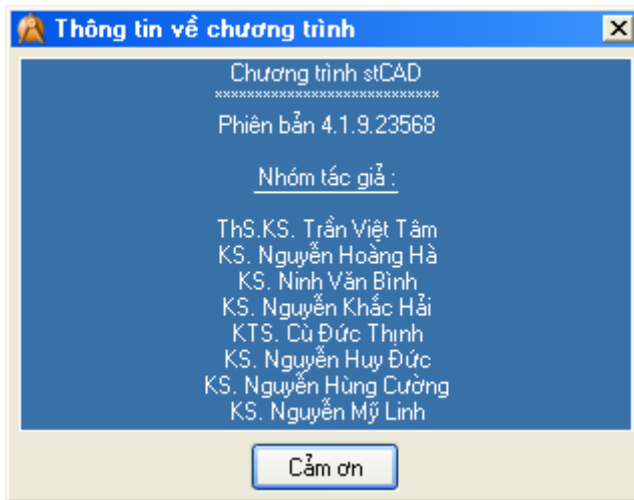 Thông tin về chương trình
Chương trình stCAD
****************************
Phiên bản 4.1.9.23568
Nhóm tác giả :
ThS.KS. Trần Việt Tâm
KS. Nguyễn Hoàng Hà
KS. Ninh Văn Bình
KS. Nguyễn Khắc Hải
KTS. Cù Đức Thịnh
KS. Nguyễn Huy Đức
KS. Nguyễn Hùng Cường
KS. Nguyễn Mỹ Linh
Cảm ơn